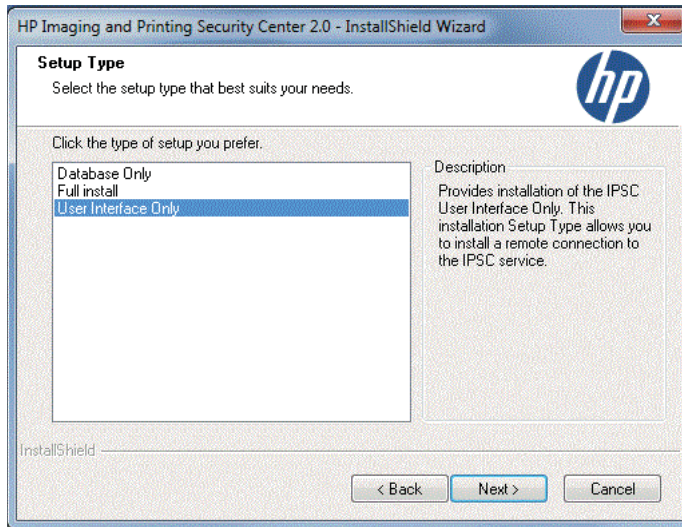 HP Imaging and Printing Security Center 2.0 - InstallShield Wizard
Setup Type
Select the setup type that best suits your needs.
hp
Click the type of setup you prefer.
Database Only
Full install
User Interface Only
Description
Provides installation of the IPSC
User Interface Only. This
installation Setup Type allows you
to install a remote connection to
the IPSC service.
InstallShield
< Back
Next >
Cancel